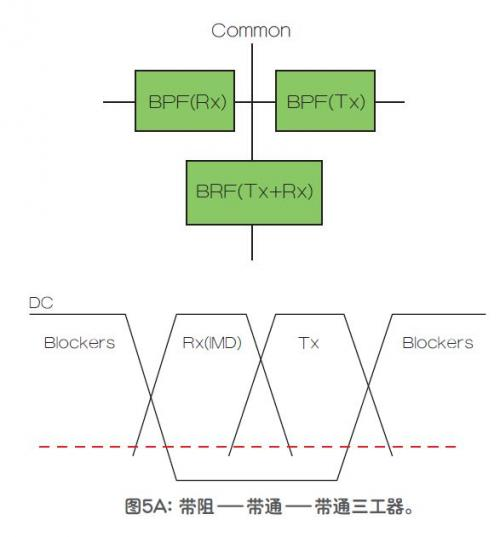 Common
BPF(Rx) BPF(Tx)
BRF(Tx+Rx)
DC
Blockers Rx(IMD) Tx Blockers
图5A: 带阻——带通——带通三工器。